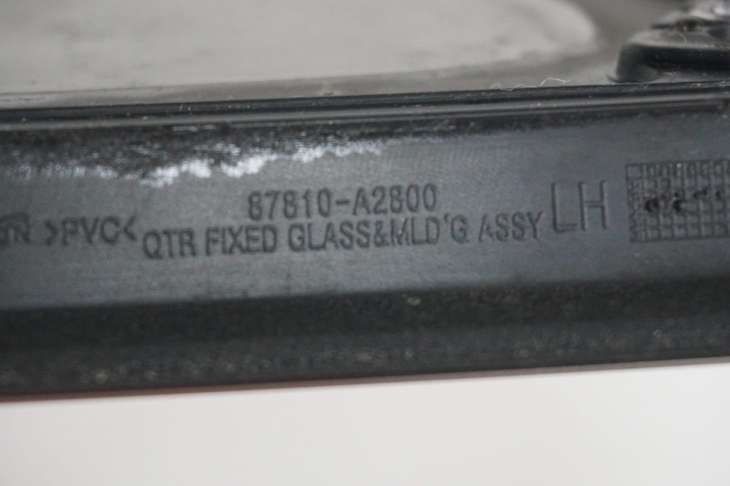 87810-A2800
>PVC< QTR FIXED GLASS&MLD'G ASSY LH